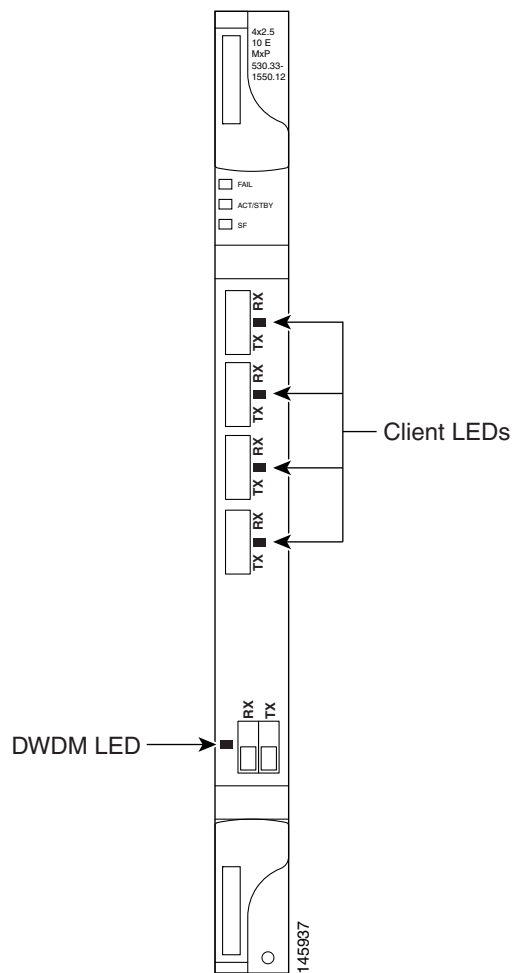 4x2.5
10 E
MxP
530.33-
1550.12
FAIL
ACT/STBY
SF
RX
TX
RX
TX
RX
TX
RX
TX
Client LEDs
RX
TX
DWDM LED
145937